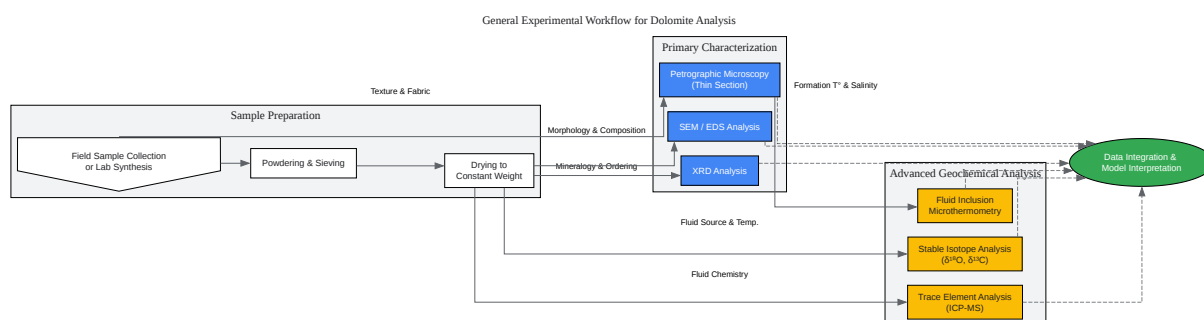 General Experimental Workflow for Dolomite Analysis
Primary Characterization
Petrographic Microscopy
(Thin Section)
Formation T° & Salinity
Texture & Fabric
Sample Preparation
Morphology & Composition
SEM / EDS Analysis
Field Sample Collection
or Lab Synthesis
Powdering & Sieving
Drying to
Constant Weight
Mineralogy & Ordering
XRD Analysis
Data Integration &
Model Interpretation
Advanced Geochemical Analysis
Fluid Inclusion
Microthermometry
Fluid Source & Temp.
Stable Isotope Analysis
(δ¹⁸O, δ¹³C)
Fluid Chemistry
Trace Element Analysis
(ICP-MS)